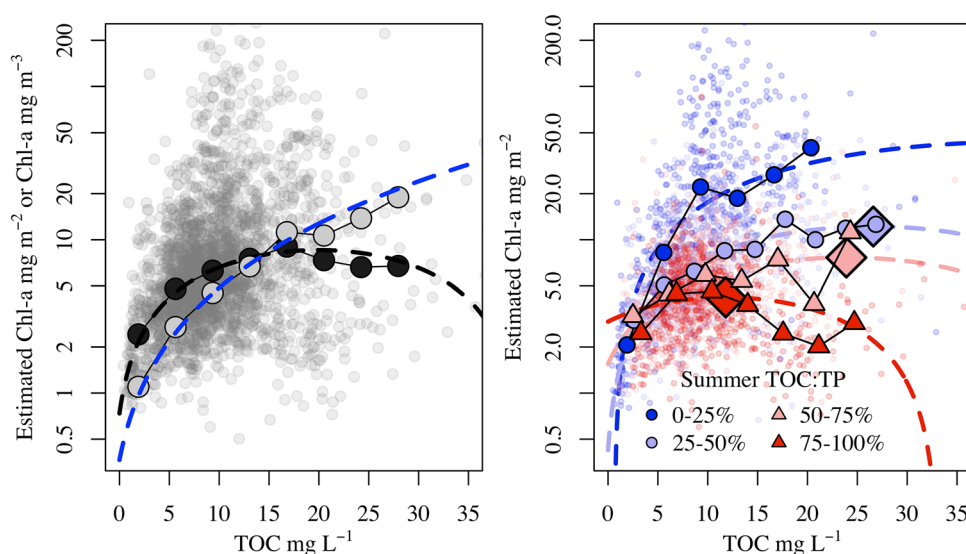 Estimated Chl-a mg m⁻² or Chl-a mg m⁻³
200
50
20
10
5
2
1
0.5
0 5 10 15 20 25 30 35
TOC mg L⁻¹
Estimated Chl-a mg m⁻²
200.0
50.0
20.0
5.0
2.0
0.5
Summer TOC:TP
0-25% 50-75%
25-50% 75-100%
0 5 10 15 20 25 30 35
TOC mg L⁻¹